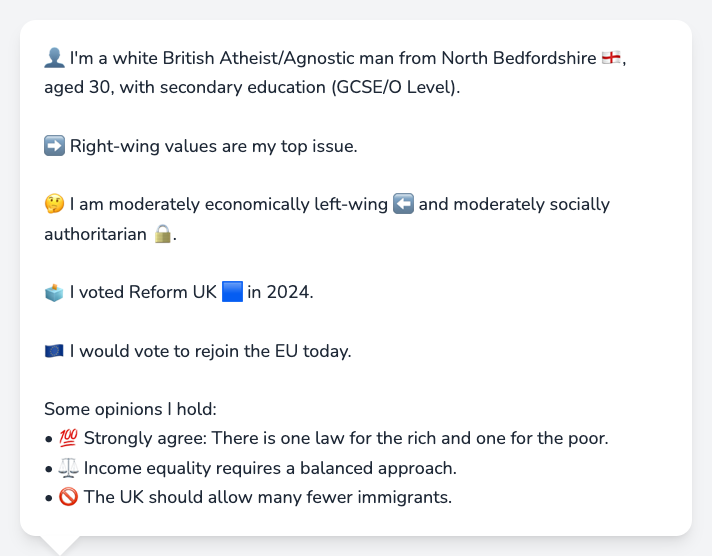 👤 I'm a white British Atheist/Agnostic man from North Bedfordshire 🏴󠁧󠁢󠁥󠁮󠁧󠁿,
aged 30, with secondary education (GCSE/O Level).
➡️ Right-wing values are my top issue.
🤔 I am moderately economically left-wing ⬅️ and moderately socially
authoritarian 🔒.
🗳️ I voted Reform UK 🟦 in 2024.
🇪🇺 I would vote to rejoin the EU today.
Some opinions I hold:
• 💯 Strongly agree: There is one law for the rich and one for the poor.
• ⚖️ Income equality requires a balanced approach.
• 🚫 The UK should allow many fewer immigrants.